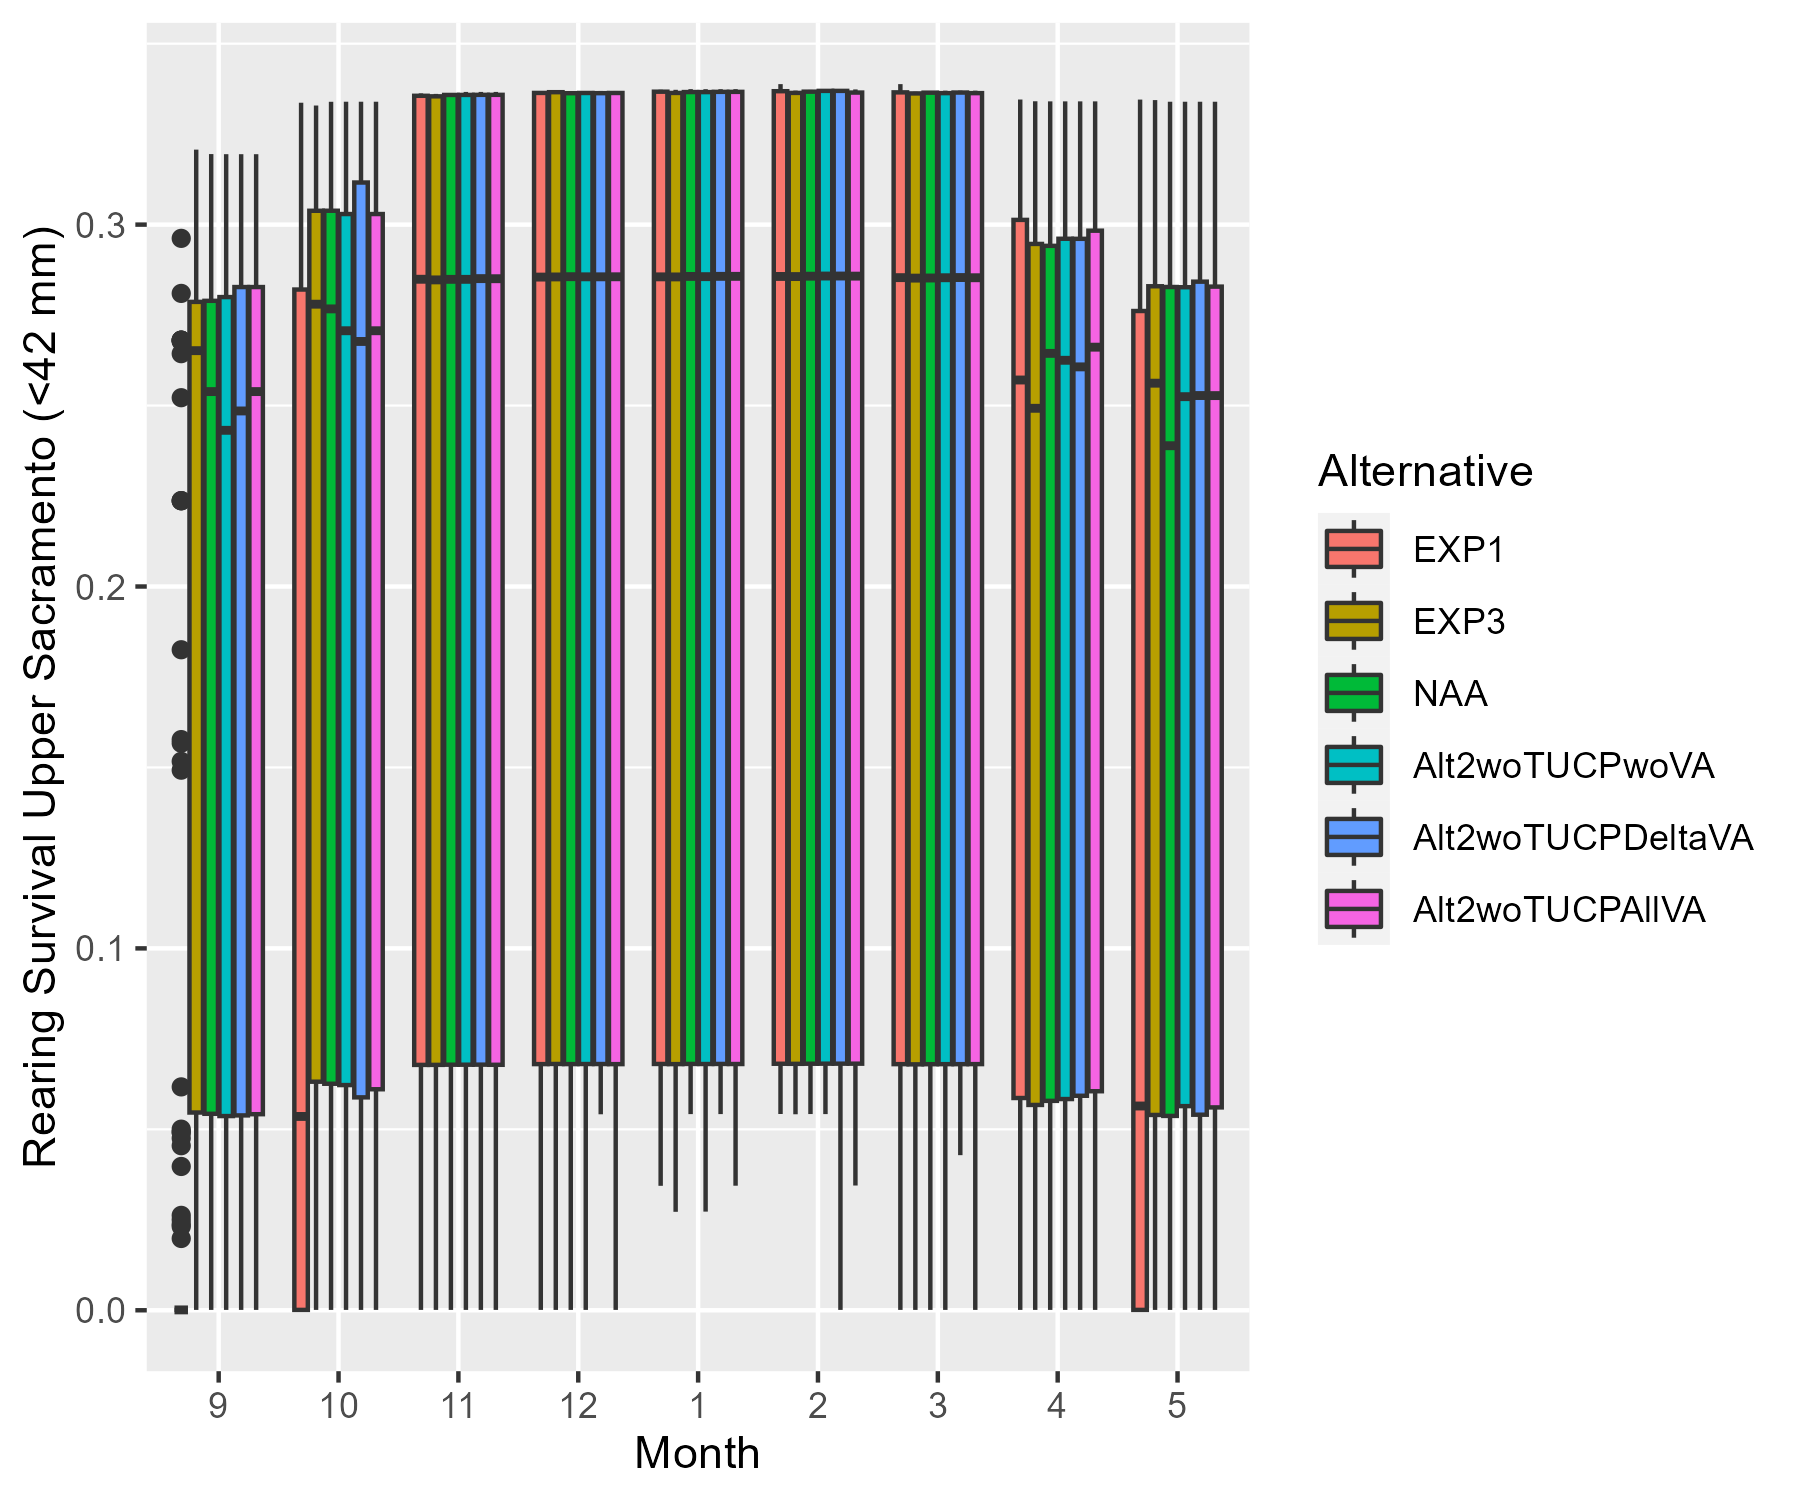 Rearing Survival Upper Sacramento (<42 mm)
0.3
0.2
0.1
0.0
9 10 11 12 1 2 3 4 5
Month
Alternative
EXP1
EXP3
NAA
Alt2woTUCPwoVA
Alt2woTUCPDeltaVA
Alt2woTUCPAllVA